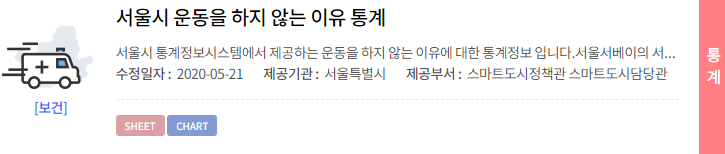 서울시 운동을 하지 않는 이유 통계
서울시 통계정보시스템에서 제공하는 운동을 하지 않는 이유에 대한 통계정보 입니다.서울서베이의 서...
수정일자 : 2020-05-21 제공기관 : 서울특별시 제공부서 : 스마트도시정책관 스마트도시담당관
[보건]
SHEET CHART
통계